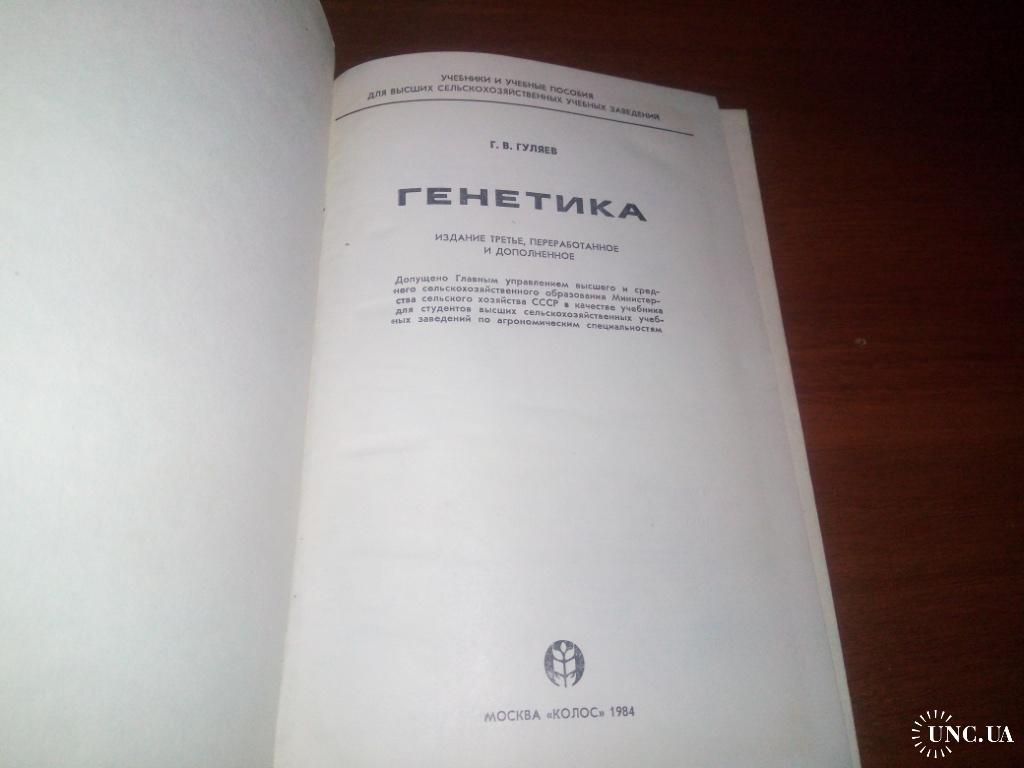 УЧЕБНИКИ И УЧЕБНЫЕ ПОСОБИЯ
ДЛЯ ВЫСШИХ СЕЛЬСКОХОЗЯЙСТВЕННЫХ УЧЕБНЫХ ЗАВЕДЕНИЙ
Г. В. ГУЛЯЕВ
ГЕНЕТИКА
ИЗДАНИЕ ТРЕТЬЕ, ПЕРЕРАБОТАННОЕ
И ДОПОЛНЕННОЕ
Допущено Главным управлением высшего и сред-
него сельскохозяйственного образования Министер-
ства сельского хозяйства СССР в качестве учебника
для студентов высших сельскохозяйственных учеб-
ных заведений по агрономическим специальностям
МОСКВА «КОЛОС» 1984
UNC.UA